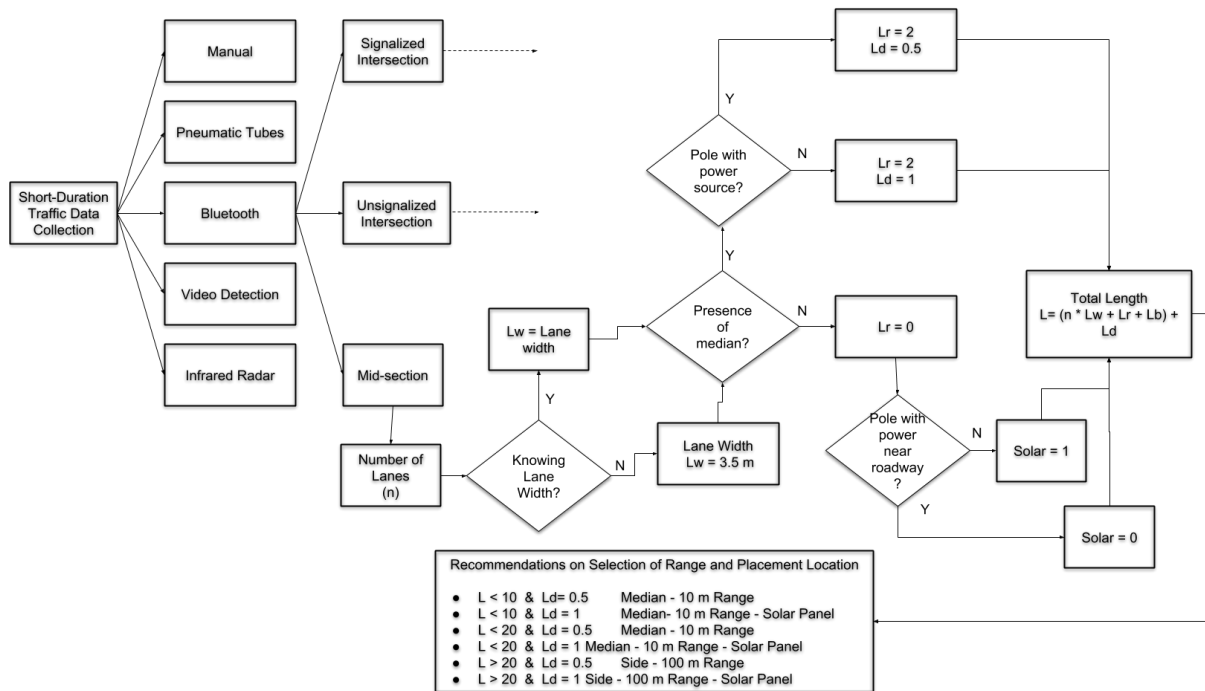 Short-Duration
Traffic Data
Collection
Manual
Pneumatic Tubes
Bluetooth
Video Detection
Infrared Radar
Signalized
Intersection
Unsignalized
Intersection
Mid-section
Number of
Lanes
(n)
Knowing
Lane
Width?
Y
N
Lw = Lane
width
Lane Width
Lw = 3.5 m
Presence
of
median?
Y
N
Pole with
power
source?
Y
N
Lr = 2
Ld = 0.5
Lr = 2
Ld = 1
Lr = 0
Pole with
power
near
roadway
?
N
Y
Solar = 1
Solar = 0
Total Length
L= (n * Lw + Lr + Lb) +
Ld
Recommendations on Selection of Range and Placement Location
● L < 10 & Ld= 0.5 Median - 10 m Range
● L < 10 & Ld = 1 Median- 10 m Range - Solar Panel
● L < 20 & Ld = 0.5 Median - 10 m Range
● L < 20 & Ld = 1 Median - 10 m Range - Solar Panel
● L > 20 & Ld = 0.5 Side - 100 m Range
● L > 20 & Ld = 1 Side - 100 m Range - Solar Panel